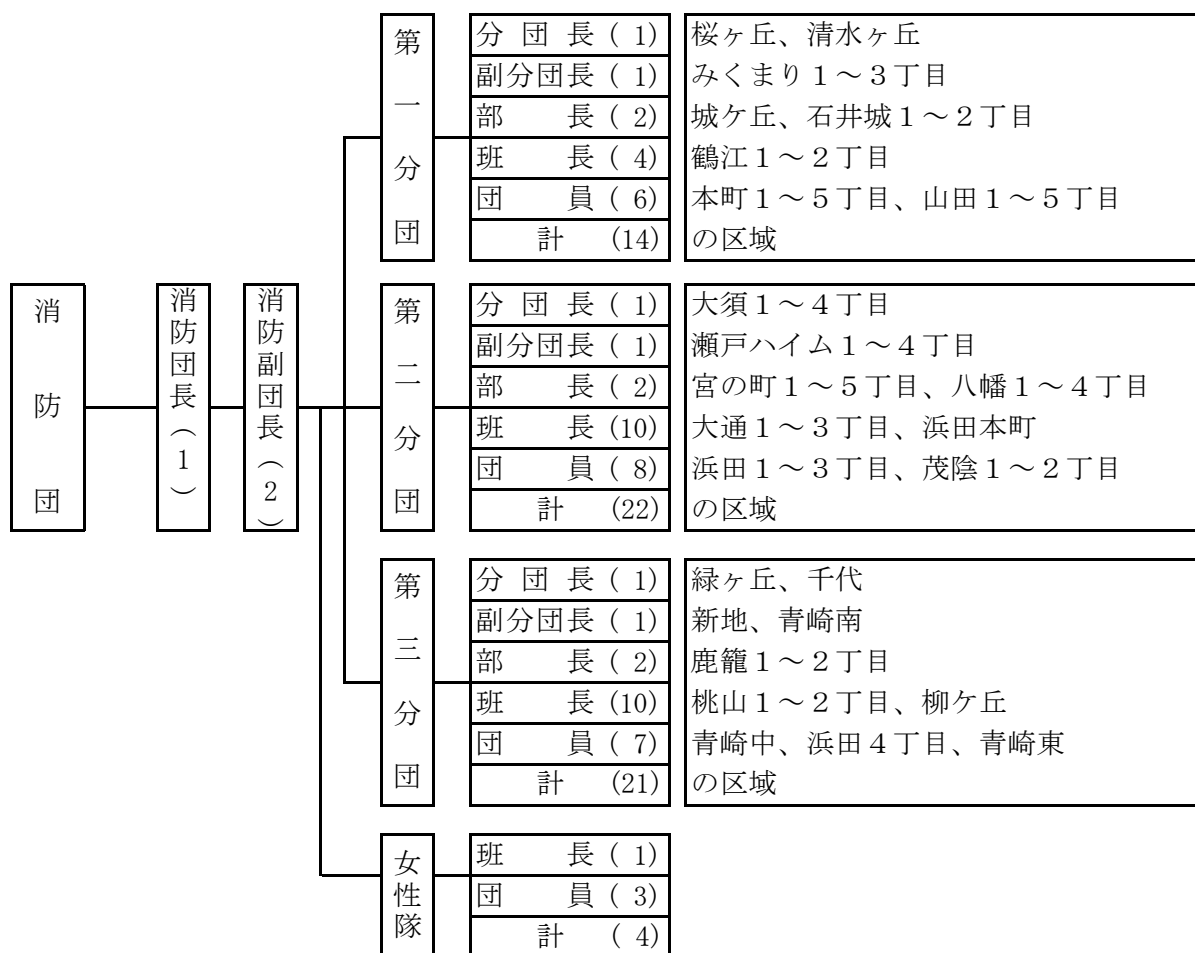 消防団
消防団長（1）
消防副団長（2）
第一分団
分団長 ( 1)
副分団長 ( 1)
部長 ( 2)
班長 ( 4)
団員 ( 6)
計 (14)
桜ヶ丘、清水ヶ丘
みくまり１～３丁目
城ケ丘、石井城１～２丁目
鶴江１～２丁目
本町１～５丁目、山田１～５丁目
の区域
第二分団
分団長 ( 1)
副分団長 ( 1)
部長 ( 2)
班長 (10)
団員 ( 8)
計 (22)
大須１～４丁目
瀬戸ハイム１～４丁目
宮の町１～５丁目、八幡１～４丁目
大通１～３丁目、浜田本町
浜田１～３丁目、茂陰１～２丁目
の区域
第三分団
分団長 ( 1)
副分団長 ( 1)
部長 ( 2)
班長 (10)
団員 ( 7)
計 (21)
緑ヶ丘、千代
新地、青崎南
鹿籠１～２丁目
桃山１～２丁目、柳ケ丘
青崎中、浜田４丁目、青崎東
の区域
女性隊
班長 ( 1)
団員 ( 3)
計 ( 4)